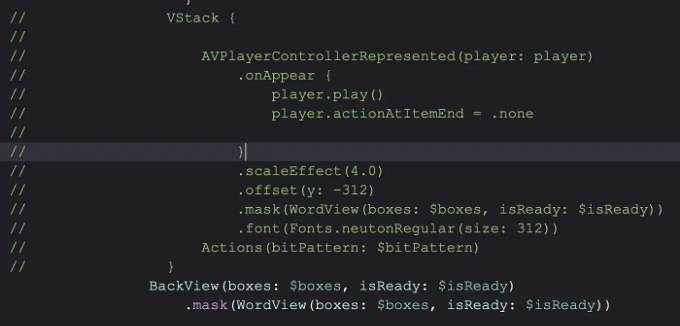 }
// VStack {
//
// AVPlayerControllerRepresented(player: player)
// .onAppear {
// player.play()
// player.actionAtItemEnd = .none
//
// }
// .scaleEffect(4.0)
// .offset(y: -312)
// .mask(WordView(boxes: $boxes, isReady: $isReady))
// .font(Fonts.neutonRegular(size: 312))
// Actions(bitPattern: $bitPattern)
// }
BackView(boxes: $boxes, isReady: $isReady)
.mask(WordView(boxes: $boxes, isReady: $isReady))